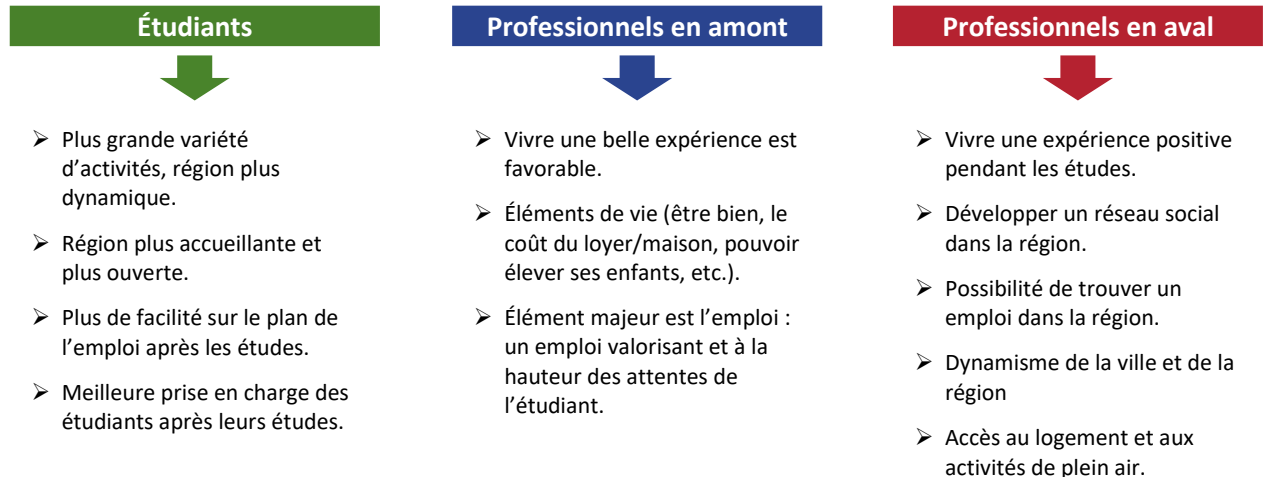 Étudiants
➢ Plus grande variété
d’activités, région plus
dynamique.
➢ Région plus accueillante et
plus ouverte.
➢ Plus de facilité sur le plan de
l’emploi après les études.
➢ Meilleure prise en charge des
étudiants après leurs études.
Professionnels en amont
➢ Vivre une belle expérience est
favorable.
➢ Éléments de vie (être bien, le
coût du loyer/maison, pouvoir
élever ses enfants, etc.).
➢ Élément majeur est l’emploi :
un emploi valorisant et à la
hauteur des attentes de
l’étudiant.
Professionnels en aval
➢ Vivre une expérience positive
pendant les études.
➢ Développer un réseau social
dans la région.
➢ Possibilité de trouver un
emploi dans la région.
➢ Dynamisme de la ville et de la
région
➢ Accès au logement et aux
activités de plein air.